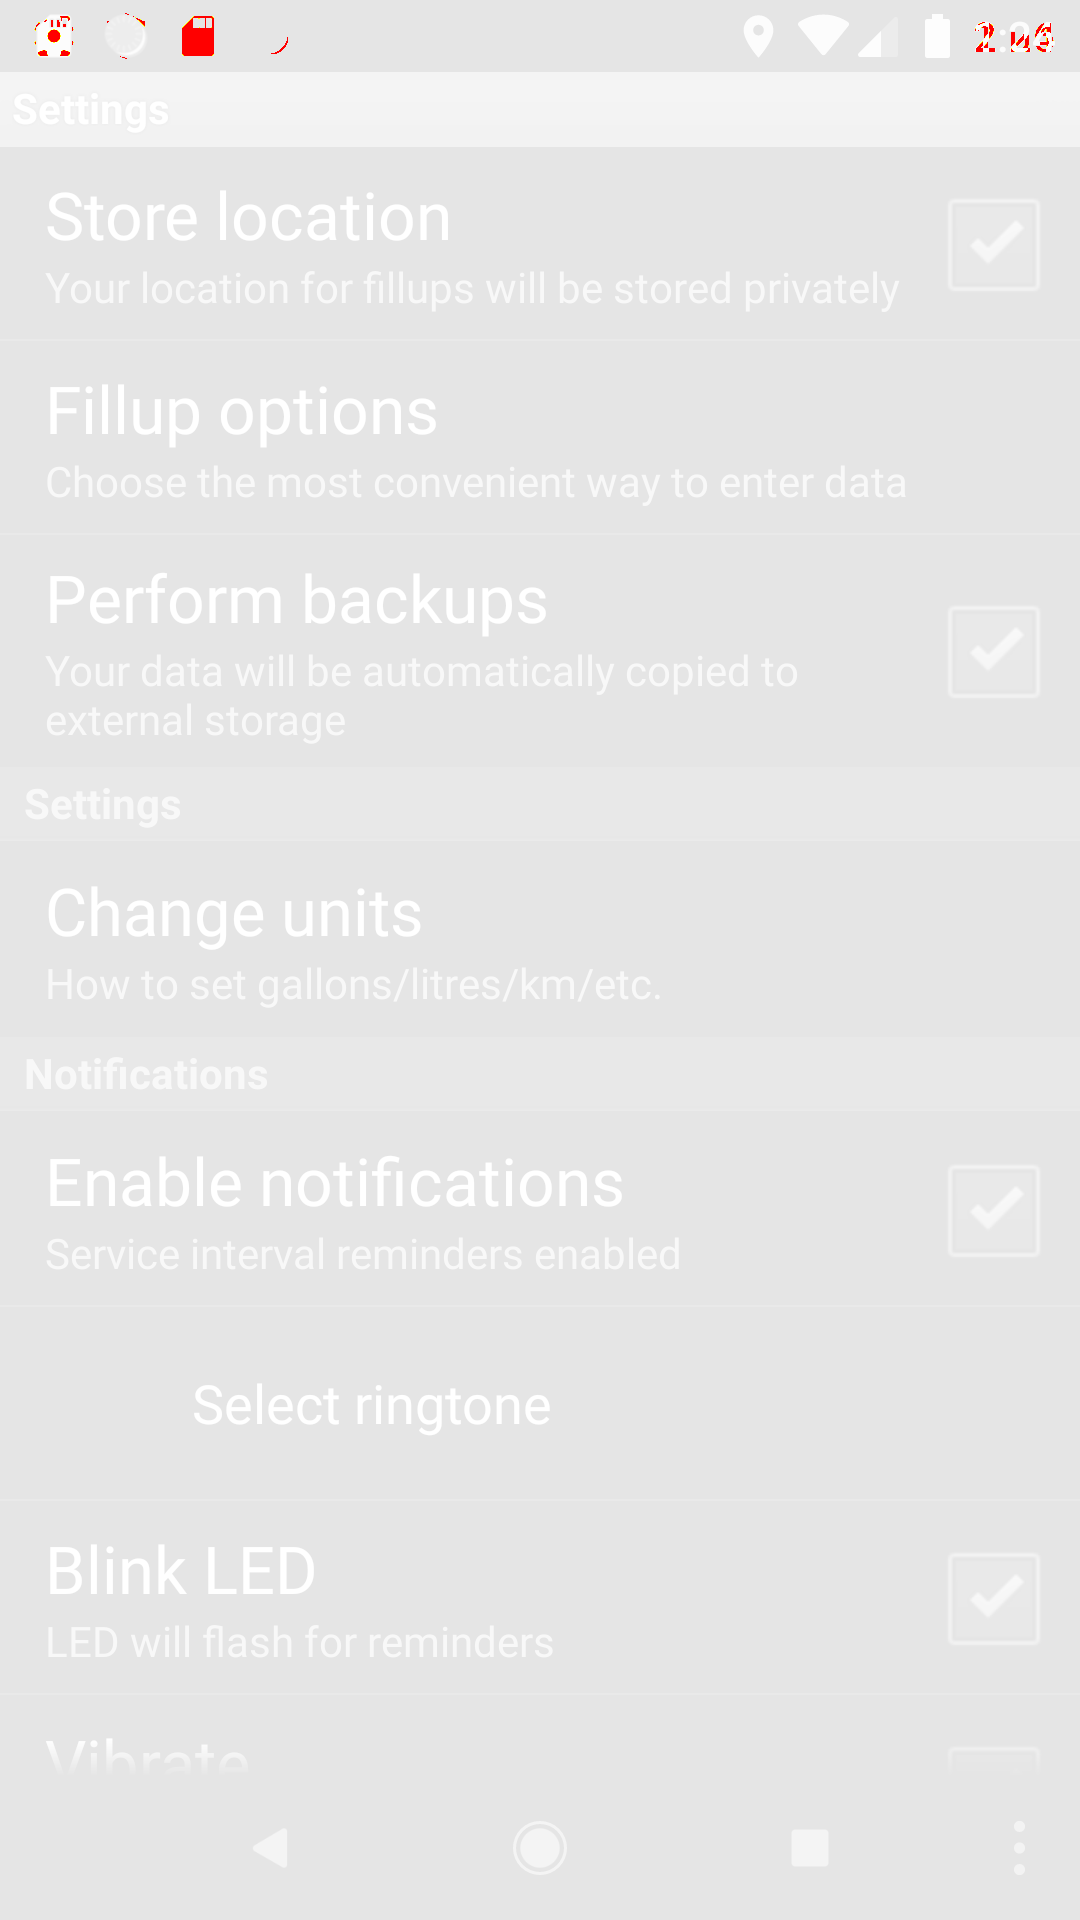 Settings
Store location
Your location for fillups will be stored privately
Fillup options
Choose the most convenient way to enter data
Perform backups
Your data will be automatically copied to
external storage
Settings
Change units
How to set gallons/litres/km/etc.
Notifications
Enable notifications
Service interval reminders enabled
Select ringtone
Blink LED
LED will flash for reminders
Vibrate